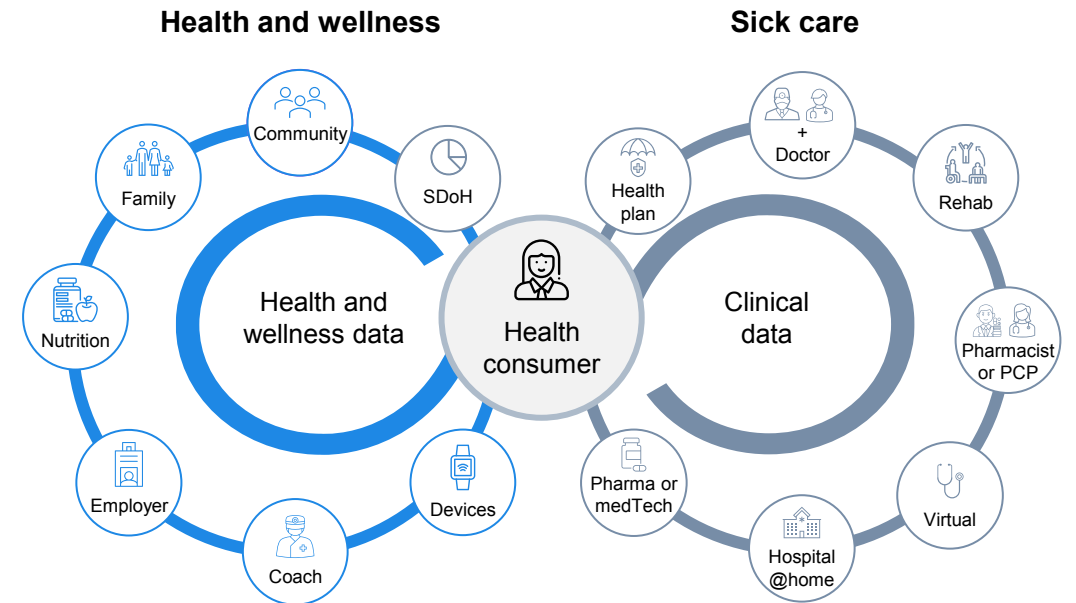 Health and wellness
Sick care
Community
Family
SDoH
Nutrition
Health and
wellness data
Employer
Devices
Coach
Health
consumer
+
Doctor
Health
plan
Rehab
Clinical
data
Pharmacist
or PCP
Pharma or
medTech
Virtual
Hospital
@home